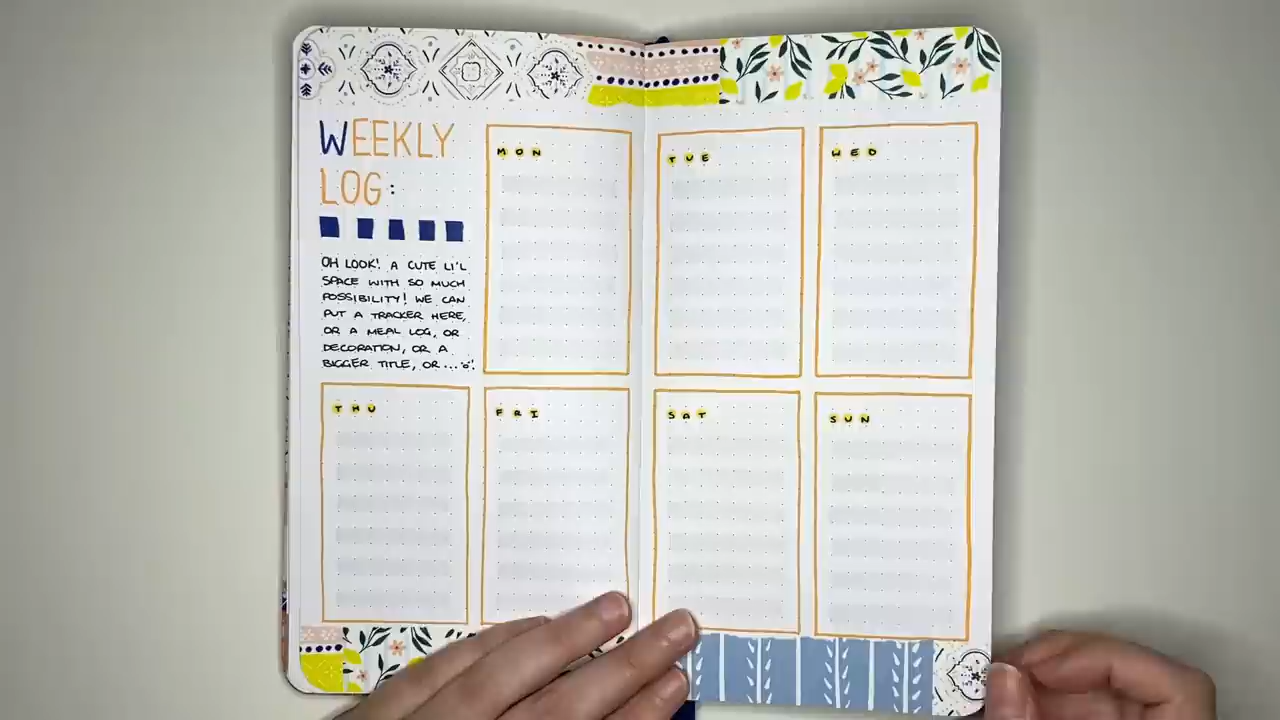 WEEKLY
LOG:
OH LOOK! A CUTE LI'L
SPACE WITH SO MUCH
POSSIBILITY! WE CAN
PUT A TRACKER HERE,
OR A MEAL LOG, OR
DECORATION, OR A
BIGGER TITLE, OR...
MON
TUE
WED
THU
FRI
SAT
SUN